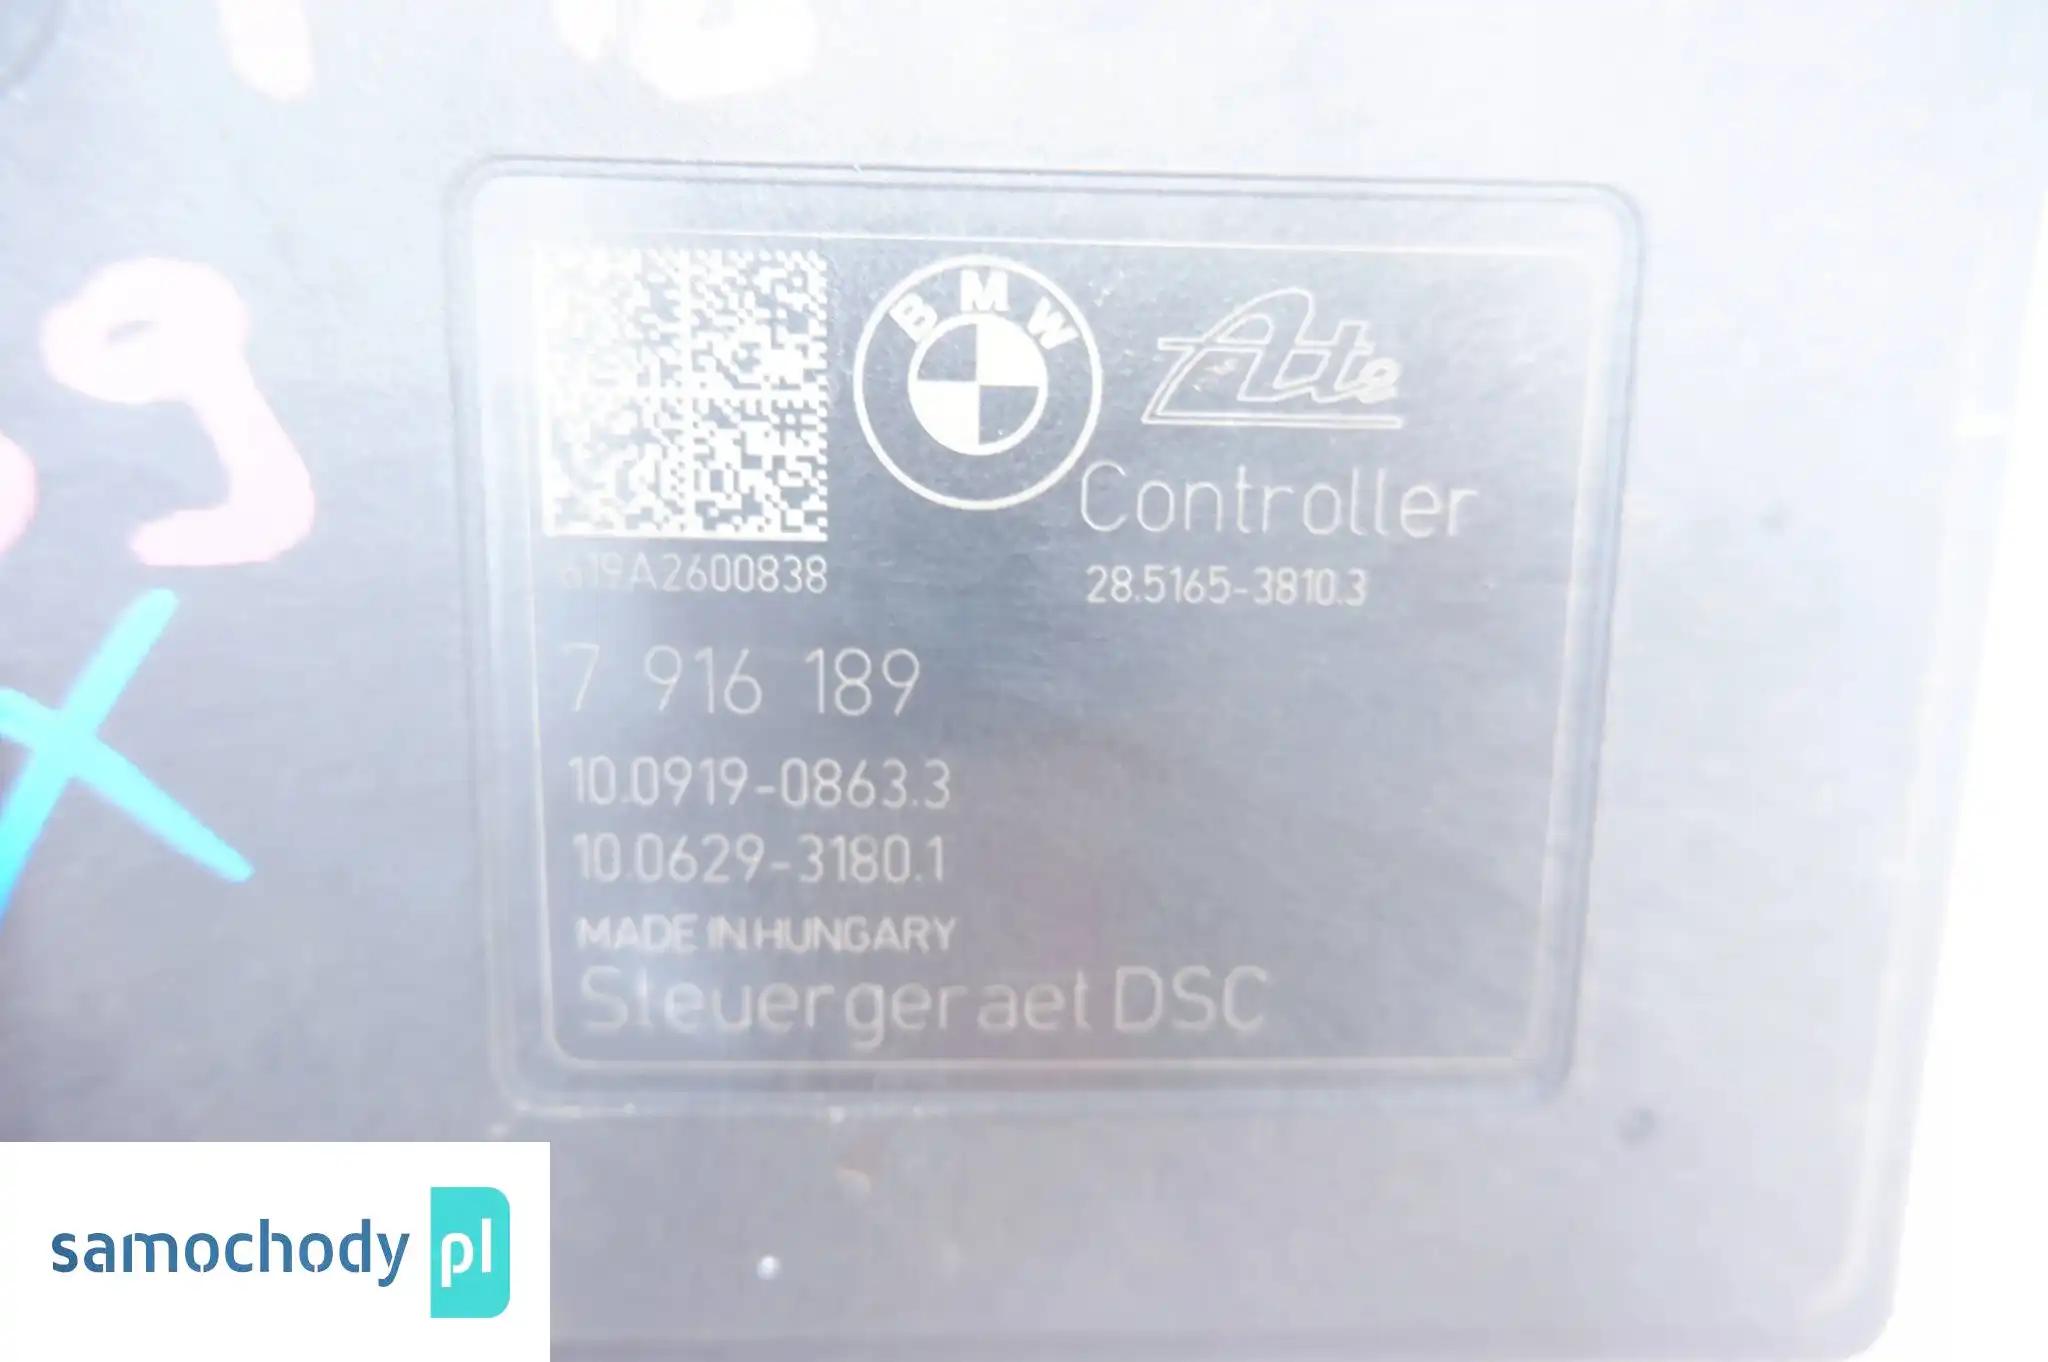 9
BMW
Ate
Controller
619A2600838
28.5165-3810.3
7 916 189
10.0919-0863.3
10.0629-3180.1
MADE IN HUNGARY
Steuergeraet DSC
X
samochody pl